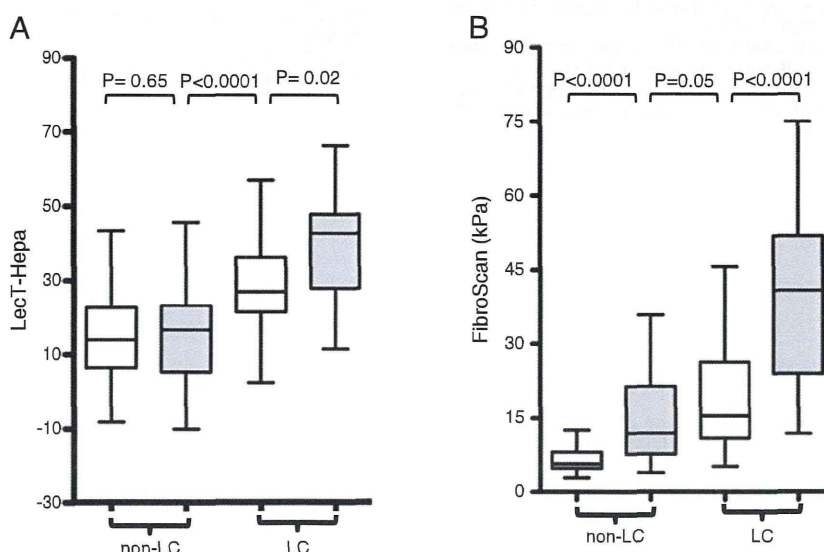 A
90
P= 0.65 P<0.0001 P= 0.02
70
50
LecT-Hepa
30
10
-10
-30
non-LC LC
B
90
P<0.0001 P=0.05 P<0.0001
75
60
FibroScan (kPa)
45
30
15
0
non-LC LC